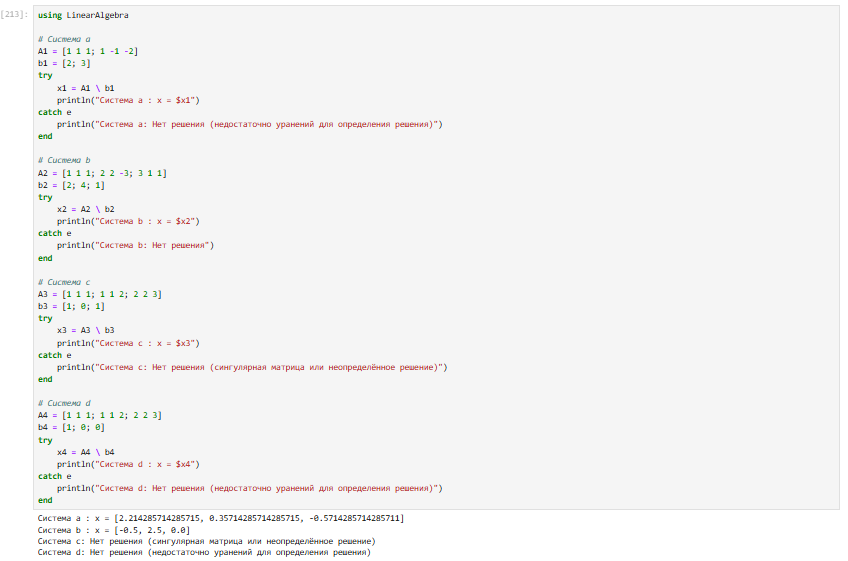 [213]: using LinearAlgebra
# Система a
A1 = [1 1 1; 1 -1 -2]
b1 = [2; 3]
try
x1 = A1 \ b1
println("Система a : x = $x1")
catch e
println("Система a: Нет решения (недостаточно уранений для определения решения)")
end
# Система b
A2 = [1 1 1; 2 2 -3; 3 1 1]
b2 = [2; 4; 1]
try
x2 = A2 \ b2
println("Система b : x = $x2")
catch e
println("Система b: Нет решения")
end
# Система c
A3 = [1 1 1; 1 1 2; 2 2 3]
b3 = [1; 0; 1]
try
x3 = A3 \ b3
println("Система c : x = $x3")
catch e
println("Система c: Нет решения (сингулярная матрица или неопределённое решение)")
end
# Система d
A4 = [1 1 1; 1 1 2; 2 2 3]
b4 = [1; 0; 0]
try
x4 = A4 \ b4
println("Система d : x = $x4")
catch e
println("Система d: Нет решения (недостаточно уранений для определения решения)")
end
Система a : x = [2.214285714285715, 0.35714285714285715, -0.5714285714285711]
Система b : x = [-0.5, 2.5, 0.0]
Система c: Нет решения (сингулярная матрица или неопределённое решение)
Система d: Нет решения (недостаточно уранений для определения решения)